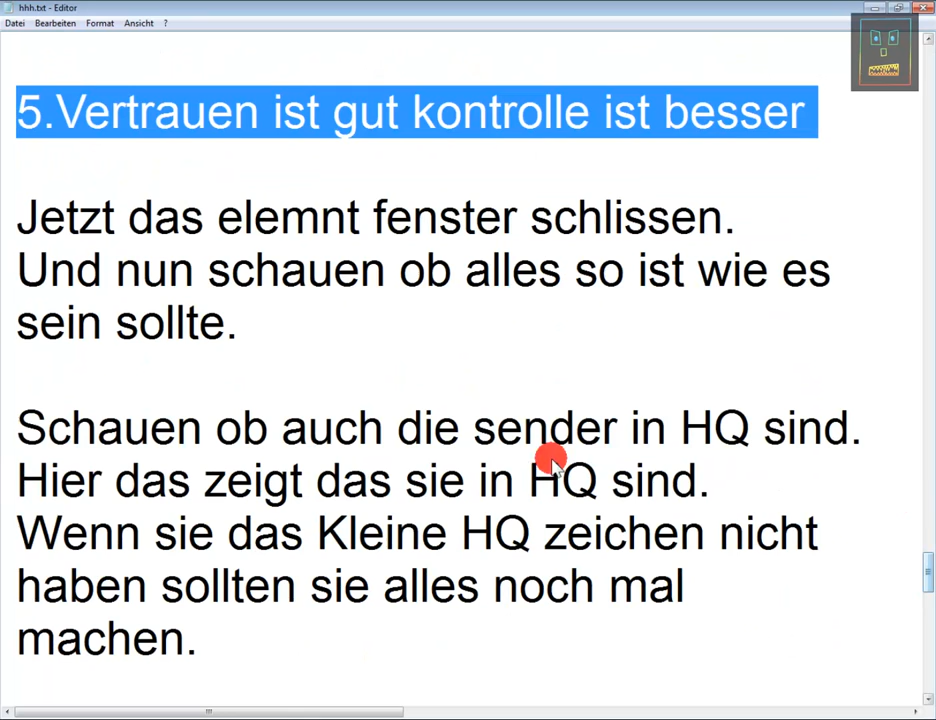 hhh.txt - Editor
Datei Bearbeiten Format Ansicht ?
5.Vertrauen ist gut kontrolle ist besser
Jetzt das elemnt fenster schlissen.
Und nun schauen ob alles so ist wie es
sein sollte.
Schauen ob auch die sender in HQ sind.
Hier das zeigt das sie in HQ sind.
Wenn sie das Kleine HQ zeichen nicht
haben sollten sie alles noch mal
machen.